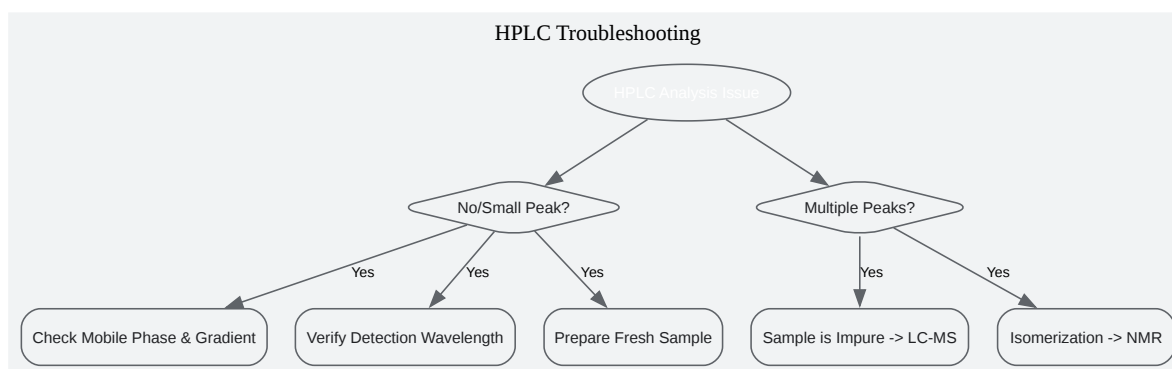 HPLC Troubleshooting
HPLC Analysis Issue
No/Small Peak?
Multiple Peaks?
Yes
Yes
Yes
Yes
Yes
Check Mobile Phase & Gradient
Verify Detection Wavelength
Prepare Fresh Sample
Sample is Impure -> LC-MS
Isomerization -> NMR